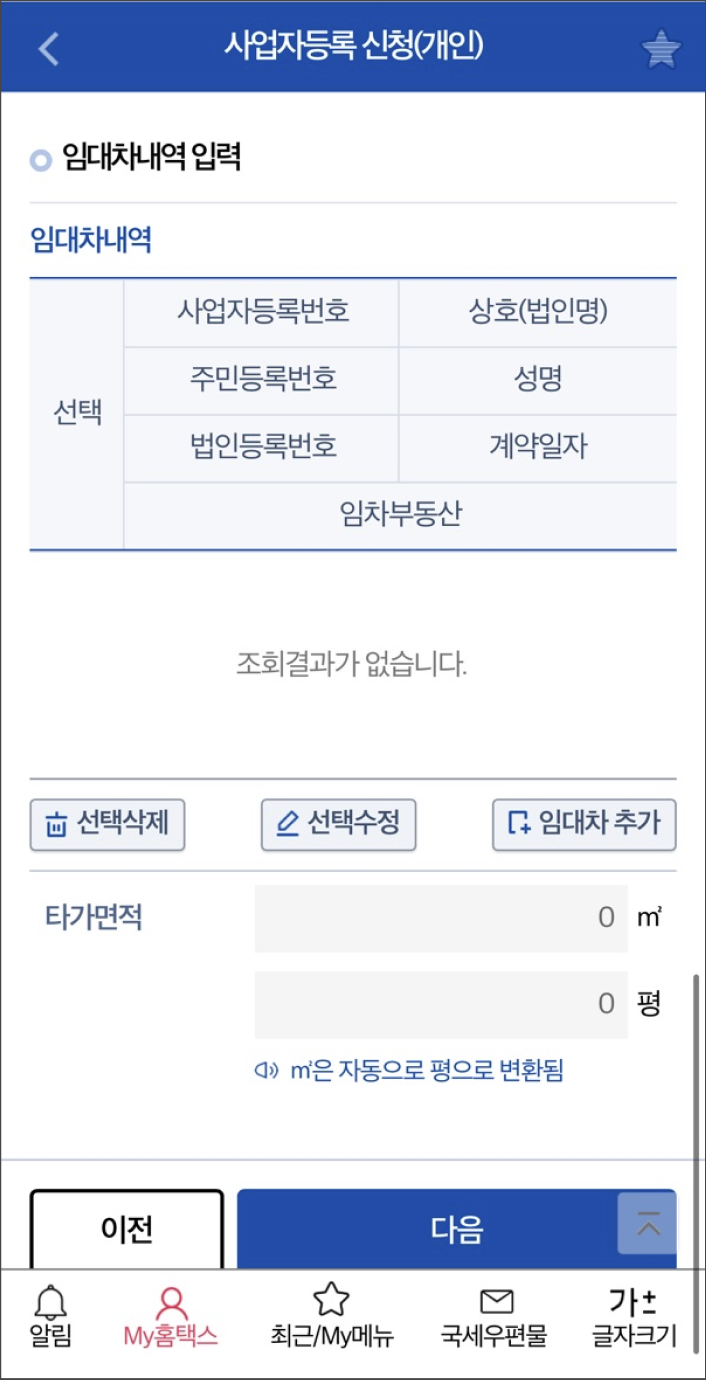 사업자등록 신청(개인)
임대차내역 입력
임대차내역
선택
사업자등록번호 상호(법인명)
주민등록번호 성명
법인등록번호 계약일자
임차부동산
조회결과가 없습니다.
선택삭제 선택수정 임대차 추가
타가면적 0 ㎡
0 평
㎡은 자동으로 평으로 변환됨
이전 다음
가±
알림 My홈택스 최근/My메뉴 국세우편물 글자크기